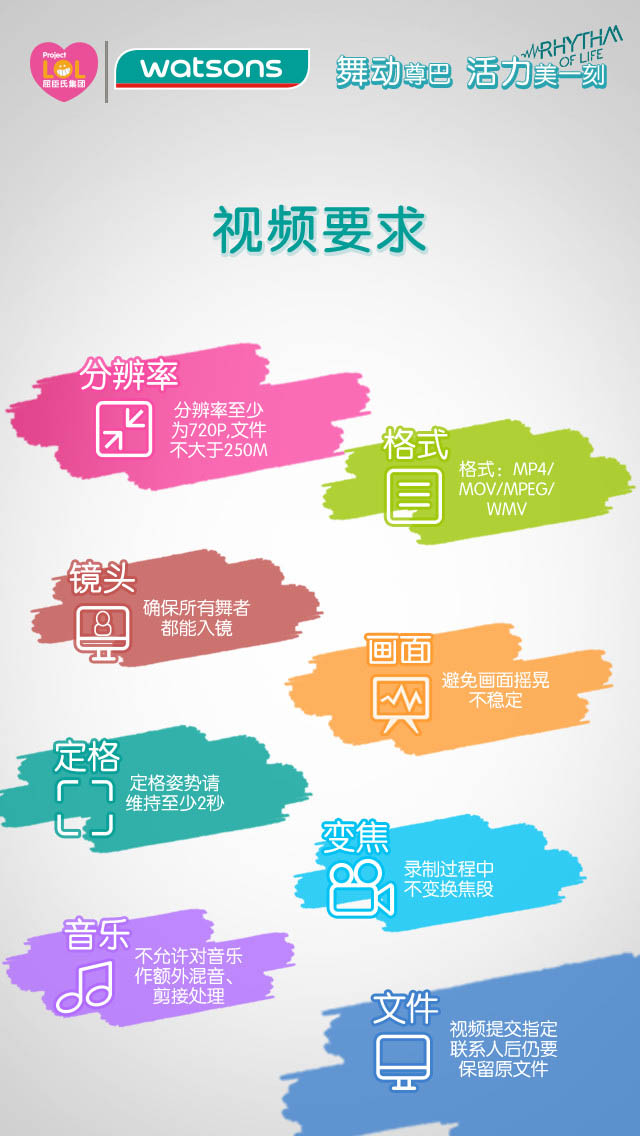 Project
LOL
屈臣氏集团
watsons
舞动尊巴 活力美一刻
RHYTHM
OF LIFE
视频要求
分辨率
分辨率至少
为720P,文件
不大于250M
格式
格式：MP4/
MOV/MPEG/
WMV
镜头
确保所有舞者
都能入镜
画面
避免画面摇晃
不稳定
定格
定格姿势请
维持至少2秒
变焦
录制过程中
不变换焦段
音乐
不允许对音乐
作额外混音、
剪接处理
文件
视频提交指定
联系人后仍要
保留原文件